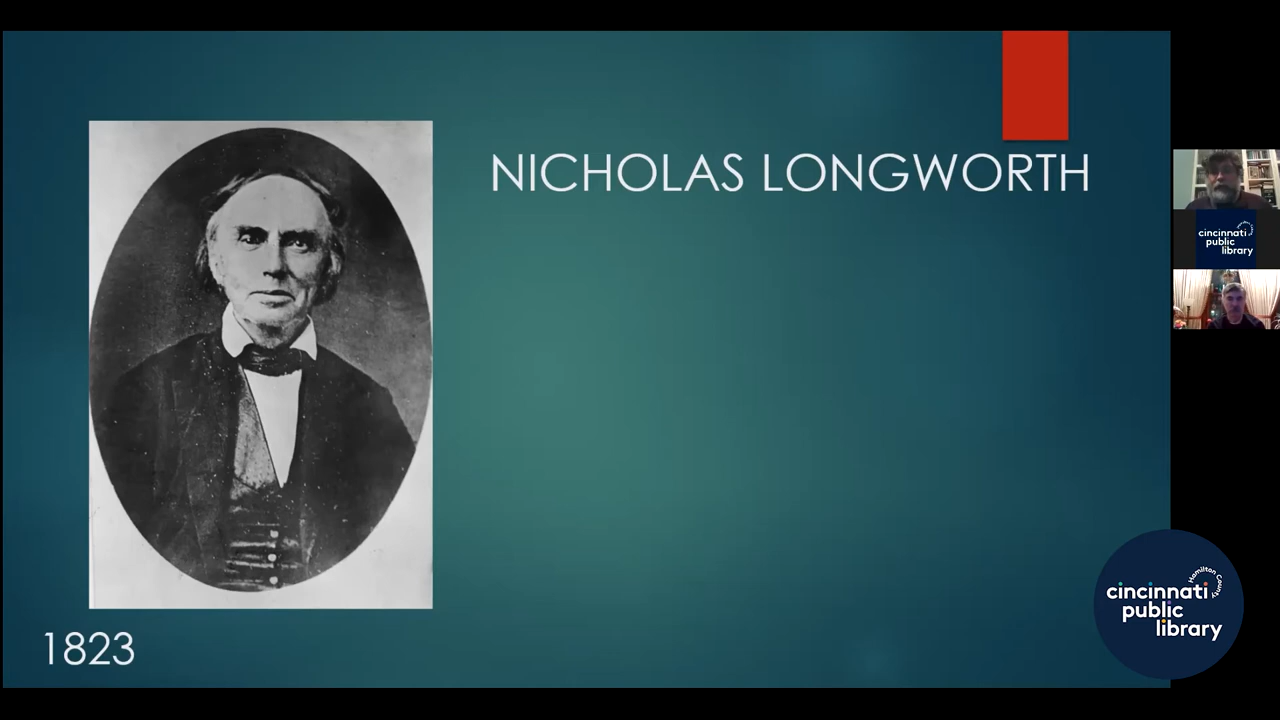 NICHOLAS LONGWORTH
1823
cincinnati
public
library
Hamilton County
cincinnati
public
library